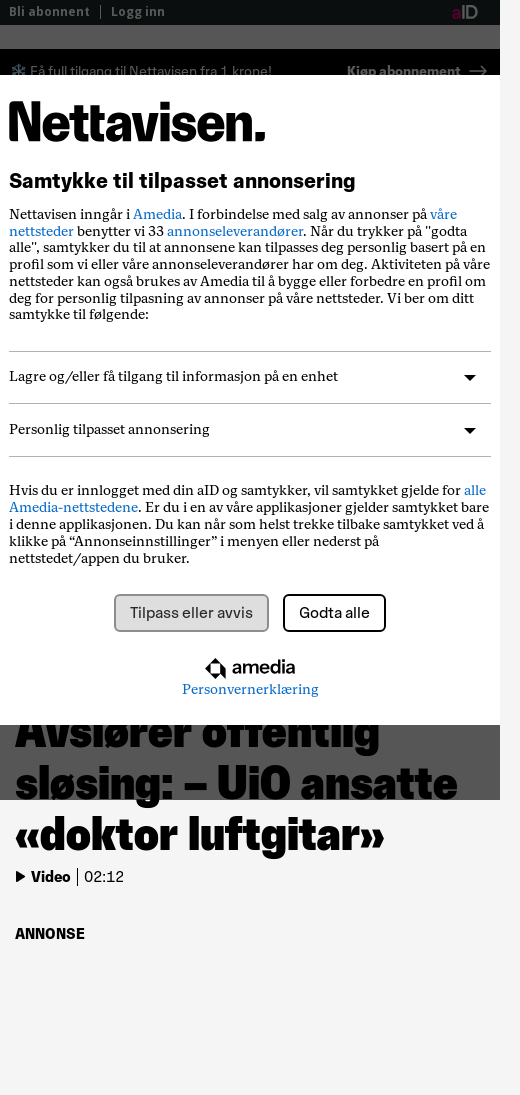 Bli abonnent
Logg inn
aID
Få full tilgang til Nettavisen fra 1 krone!
Kjøp abonnement
Nettavisen.
Samtykke til tilpasset annonsering
Nettavisen inngår i Amedia. I forbindelse med salg av annonser på våre
nettsteder benytter vi 33 annonseleverandører. Når du trykker på "godta
alle", samtykker du til at annonsene kan tilpasses deg personlig basert på en
profil som vi eller våre annonseleverandører har om deg. Aktiviteten på våre
nettsteder kan også brukes av Amedia til å bygge eller forbedre en profil om
deg for personlig tilpasning av annonser på våre nettsteder. Vi ber om ditt
samtykke til følgende:
Lagre og/eller få tilgang til informasjon på en enhet
Personlig tilpasset annonsering
Hvis du er innlogget med din aID og samtykker, vil samtykket gjelde for alle
Amedia-nettstedene. Er du i en av våre applikasjoner gjelder samtykket bare
i denne applikasjonen. Du kan når som helst trekke tilbake samtykket ved å
klikke på “Annonseinnstillinger” i menyen eller nederst på
nettstedet/appen du bruker.
Tilpass eller avvis
Godta alle
amedia
Personvernerklæring
Avslører offentlig
sløsing: – UiO ansatte
«doktor luftgitar»
Video
02:12
ANNONSE